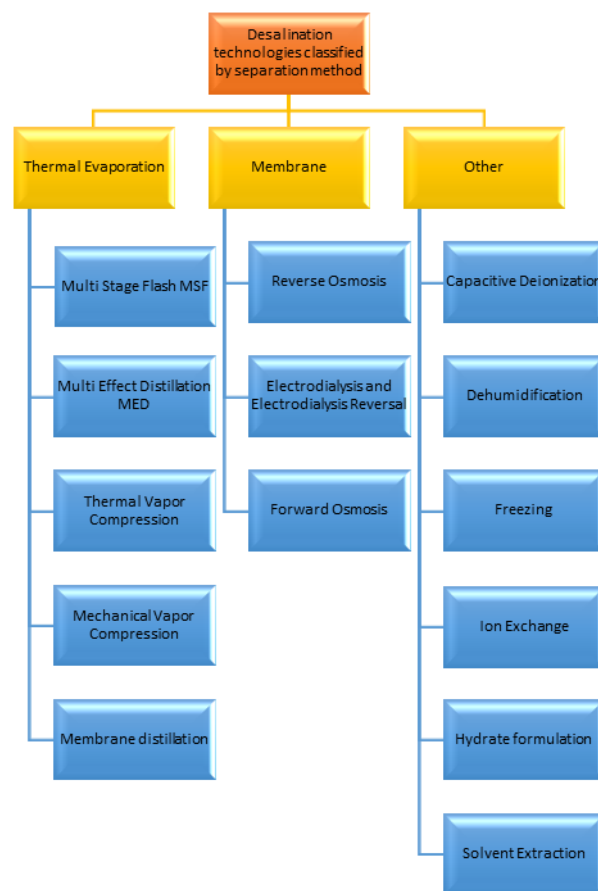 Desalination
technologies classified
by separation method
Thermal Evaporation
Membrane
Other
Multi Stage Flash MSF
Multi Effect Distillation
MED
Thermal Vapor
Compression
Mechanical Vapor
Compression
Membrane distillation
Reverse Osmosis
Electrodialysis and
Electrodialysis Reversal
Forward Osmosis
Capacitive Deionization
Dehumidification
Freezing
Ion Exchange
Hydrate formulation
Solvent Extraction